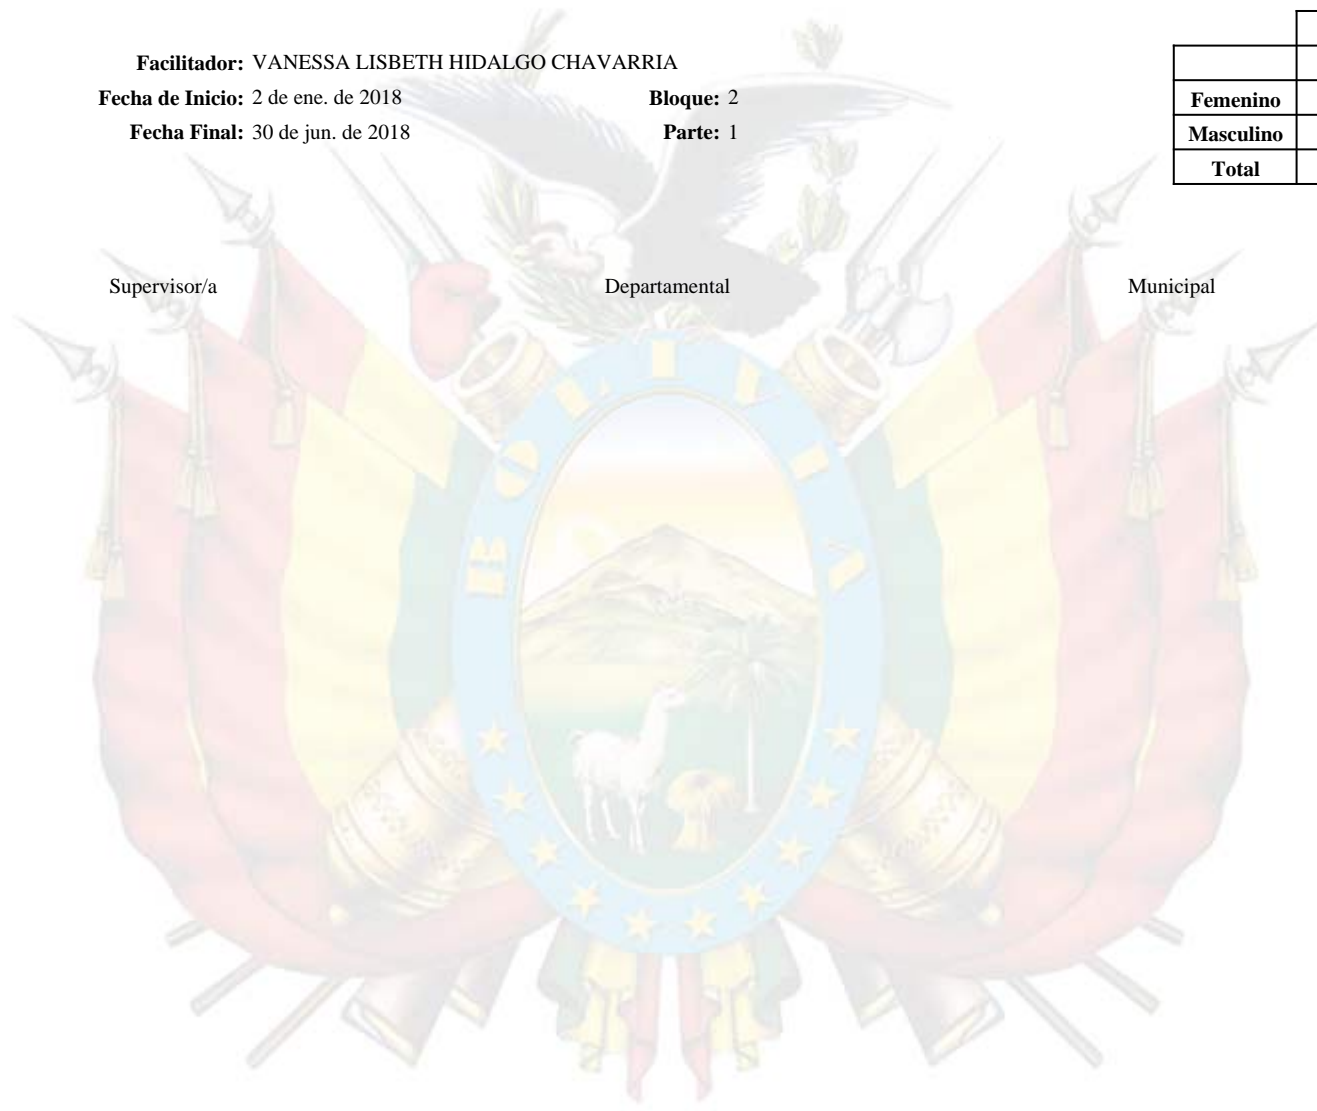 Facilitador: VANESSA LISBETH HIDALGO CHAVARRIA
Fecha de Inicio: 2 de ene. de 2018 Bloque: 2
Fecha Final: 30 de jun. de 2018 Parte: 1
Femenino
Masculino
Total
Supervisor/a Departamental Municipal
BOLIVIA